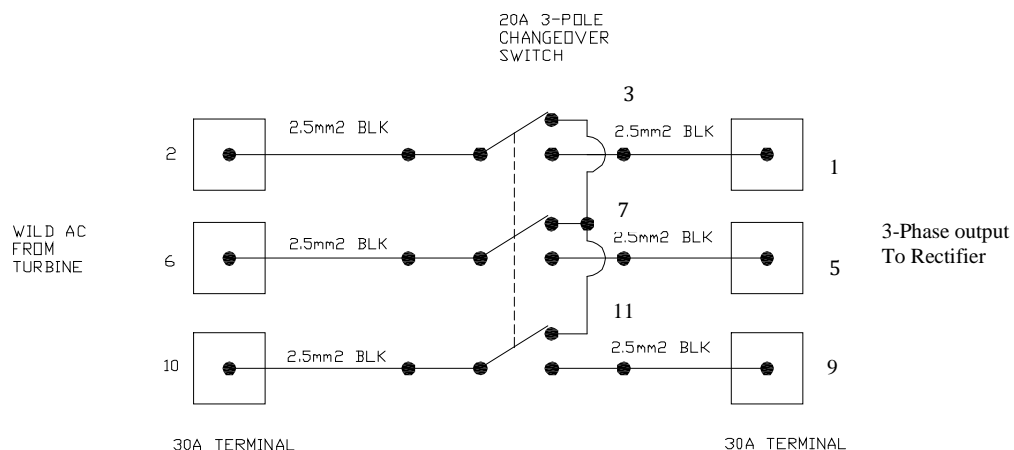 20A 3-POLE
CHANGEOVER
SWITCH
3
2.5mm2 BLK
2.5mm2 BLK
2
1
7
WILD AC
FROM
TURBINE
2.5mm2 BLK
2.5mm2 BLK
6
5
3-Phase output
To Rectifier
11
2.5mm2 BLK
2.5mm2 BLK
10
9
30A TERMINAL
30A TERMINAL